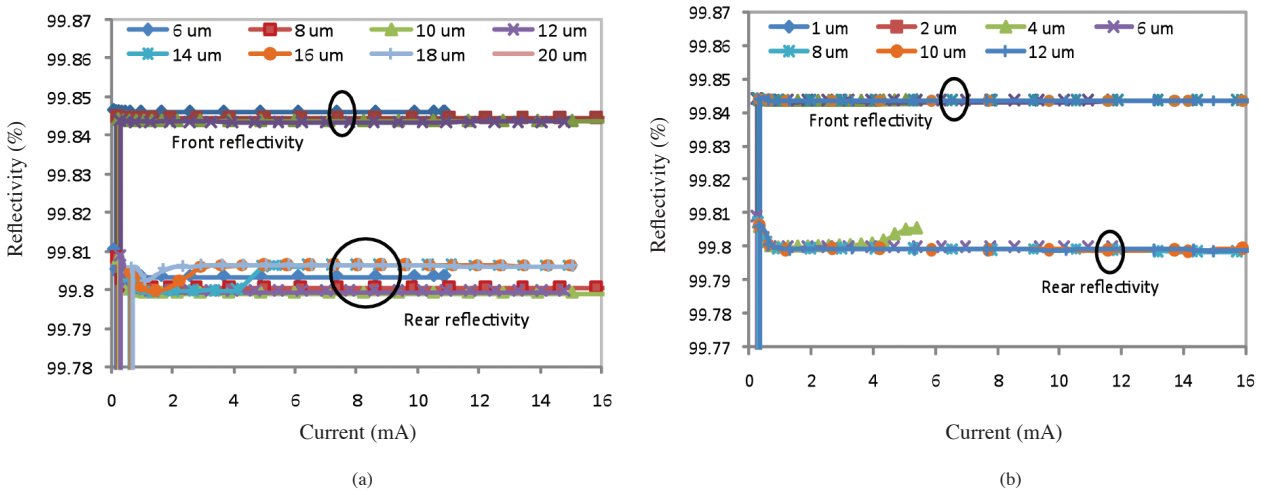 99.87
99.86
99.85
99.84
99.83
99.82
99.81
99.8
99.79
99.78
Reflectivity (%)
6 um 8 um 10 um 12 um
14 um 16 um 18 um 20 um
Front reflectivity
Rear reflectivity
0 2 4 6 8 10 12 14 16
Current (mA)
(a)
99.87
99.86
99.85
99.84
99.83
99.82
99.81
99.8
99.79
99.78
99.77
Reflectivity (%)
1 um 2 um 4 um 6 um
8 um 10 um 12 um
Front reflectivity
Rear reflectivity
0 2 4 6 8 10 12 14 16
Current (mA)
(b)